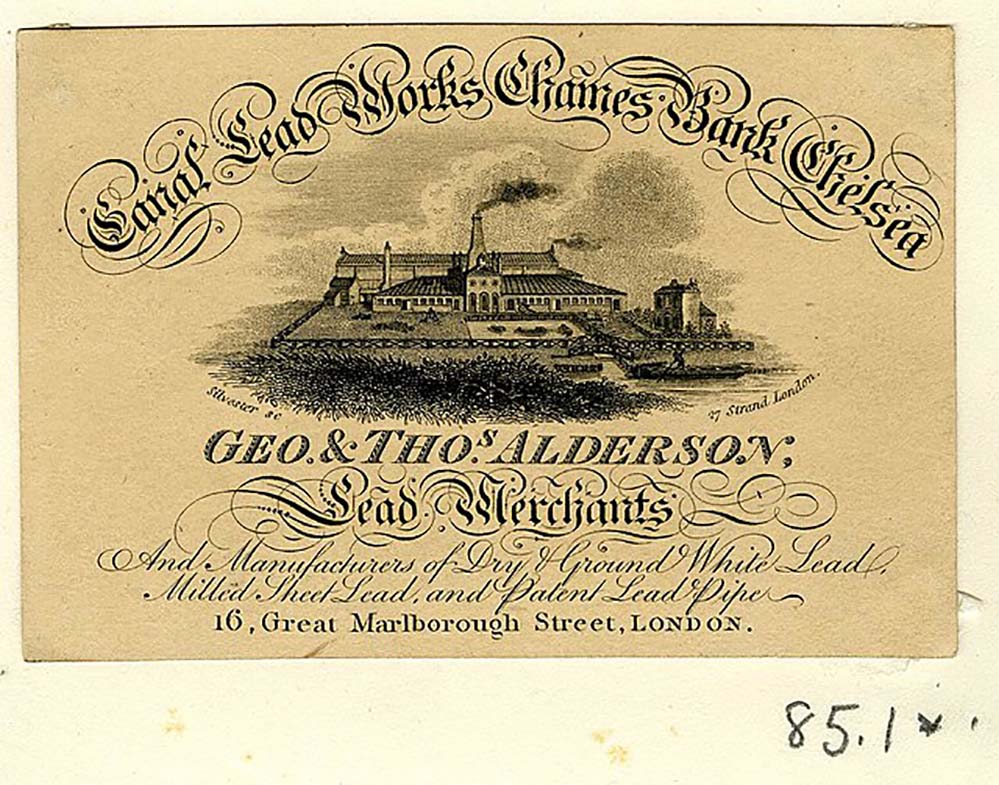 Canal Lead Works Thames Bank Chelsea
Silvester sc
27 Strand London.
GEO. & THOS. ALDERSON,
Lead Merchants
And Manufacturers of Dry & Ground White Lead,
Milled Sheet Lead, and Patent Lead Pipe
16, Great Marlborough Street, LONDON.
85.1